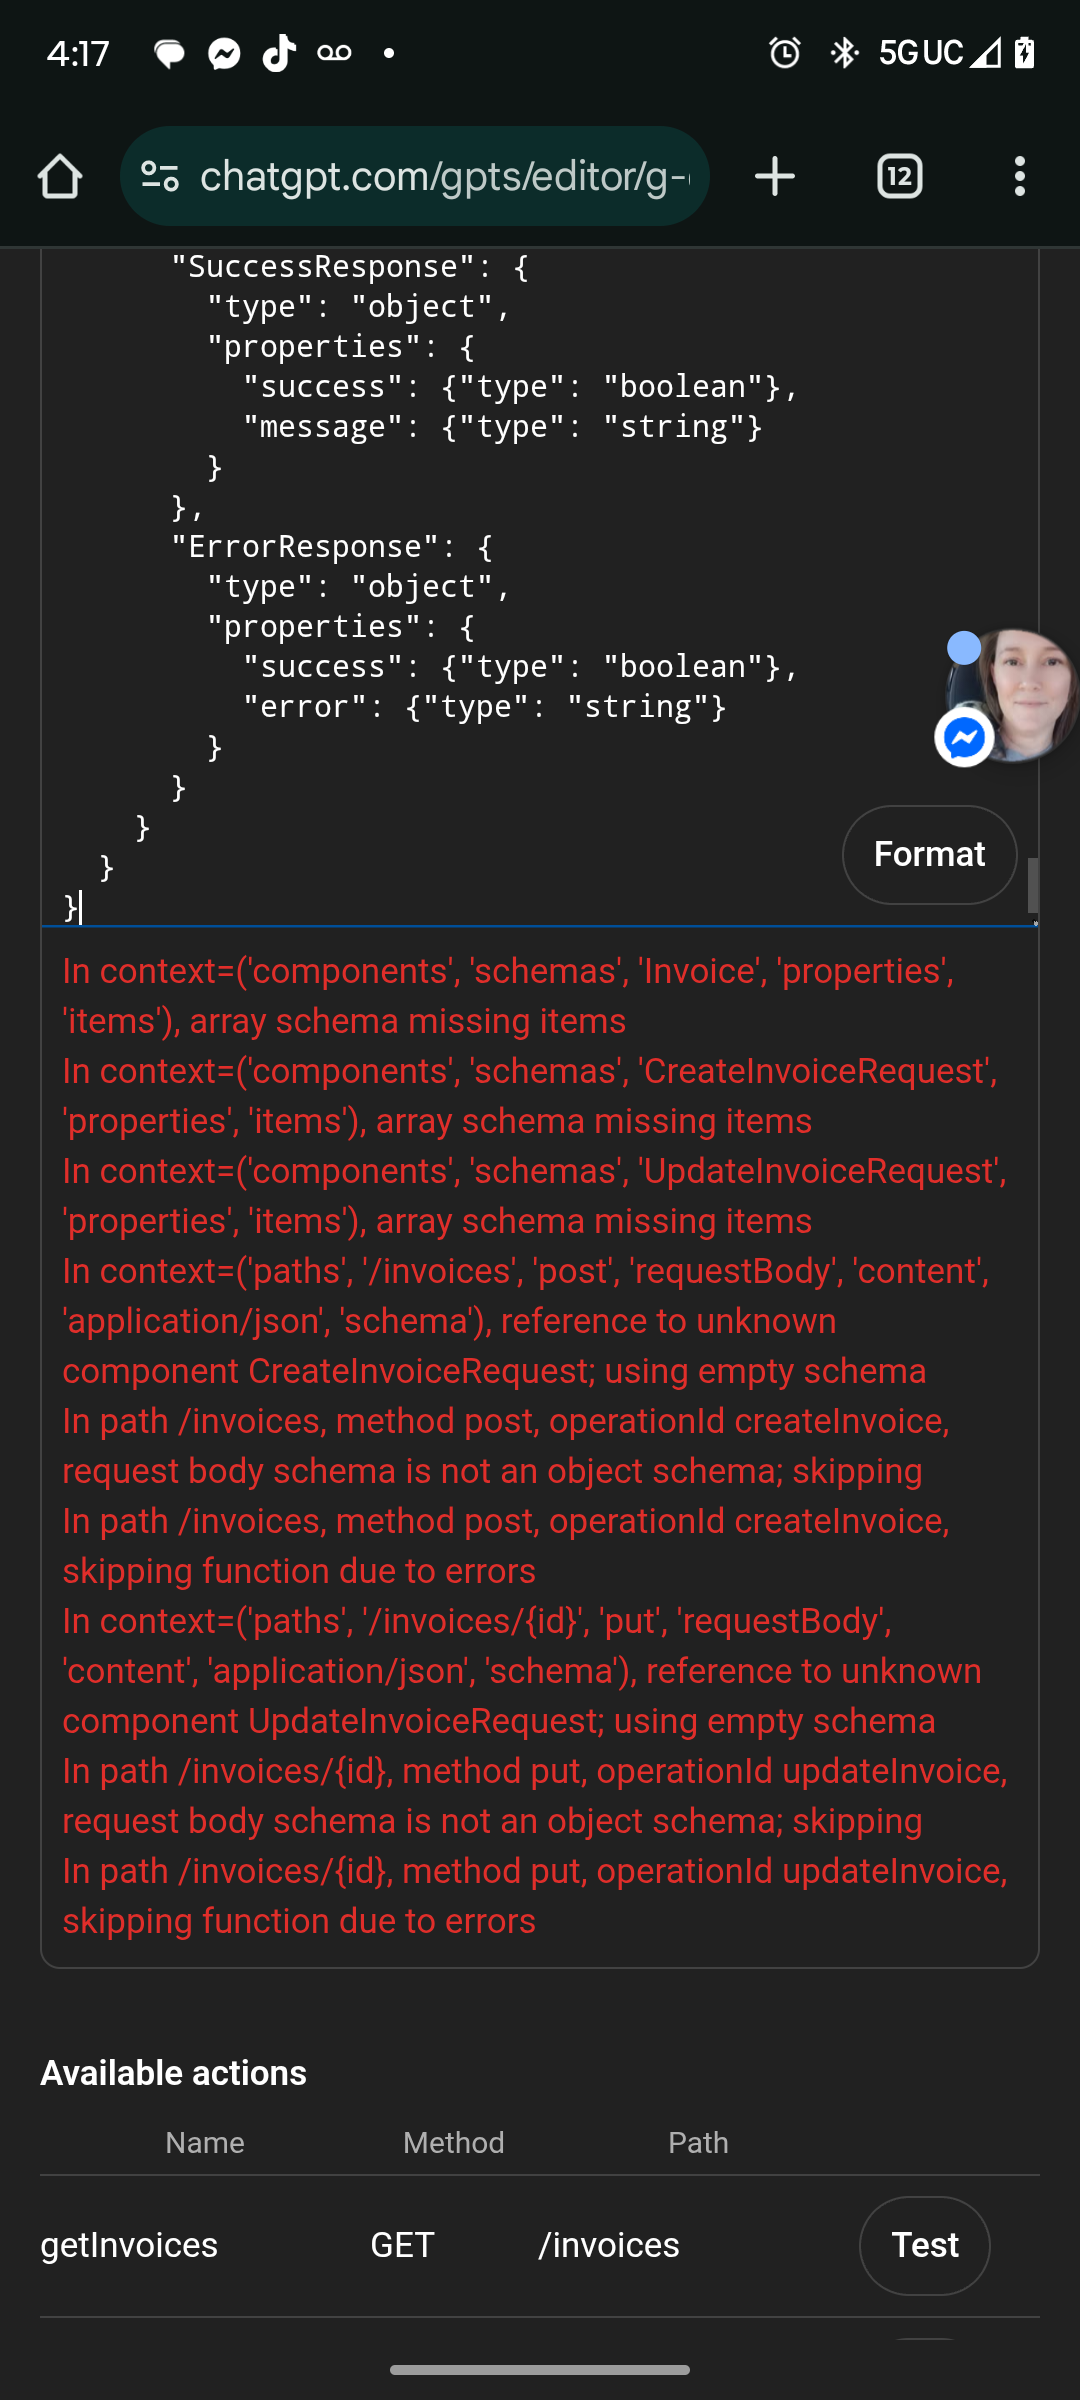 4:17
5G UC
chatgpt.com/gpts/editor/g-
12
"SuccessResponse": {
"type": "object",
"properties": {
"success": {"type": "boolean"},
"message": {"type": "string"}
}
},
"ErrorResponse": {
"type": "object",
"properties": {
"success": {"type": "boolean"},
"error": {"type": "string"}
}
}
}
}
}
Format
In context=('components', 'schemas', 'Invoice', 'properties',
'items'), array schema missing items
In context=('components', 'schemas', 'CreateInvoiceRequest',
'properties', 'items'), array schema missing items
In context=('components', 'schemas', 'UpdateInvoiceRequest',
'properties', 'items'), array schema missing items
In context=('paths', '/invoices', 'post', 'requestBody', 'content',
'application/json', 'schema'), reference to unknown
component CreateInvoiceRequest; using empty schema
In path /invoices, method post, operationId createInvoice,
request body schema is not an object schema; skipping
In path /invoices, method post, operationId createInvoice,
skipping function due to errors
In context=('paths', '/invoices/{id}', 'put', 'requestBody',
'content', 'application/json', 'schema'), reference to unknown
component UpdateInvoiceRequest; using empty schema
In path /invoices/{id}, method put, operationId updateInvoice,
request body schema is not an object schema; skipping
In path /invoices/{id}, method put, operationId updateInvoice,
skipping function due to errors
Available actions
Name Method Path
getInvoices GET /invoices Test